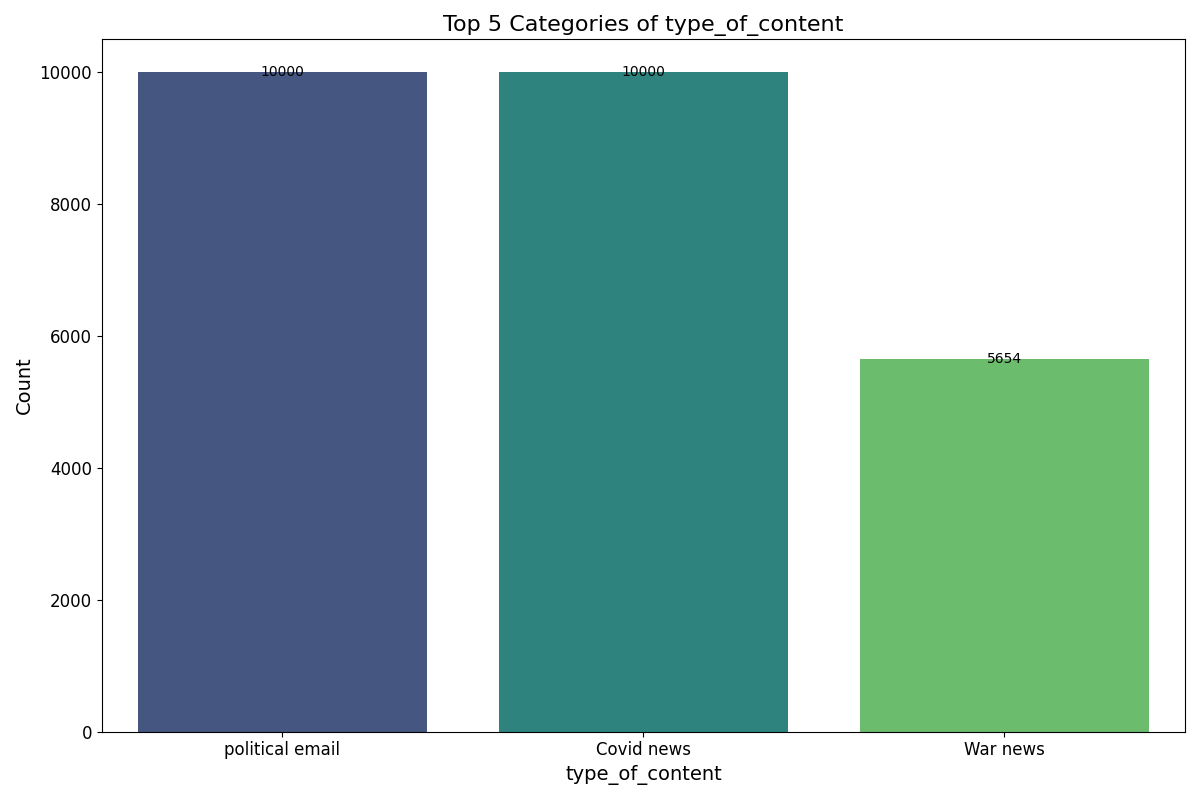 Top 5 Categories of type_of_content
10000
8000
6000
4000
2000
0
Count
10000
10000
5654
political email
Covid news
War news
type_of_content